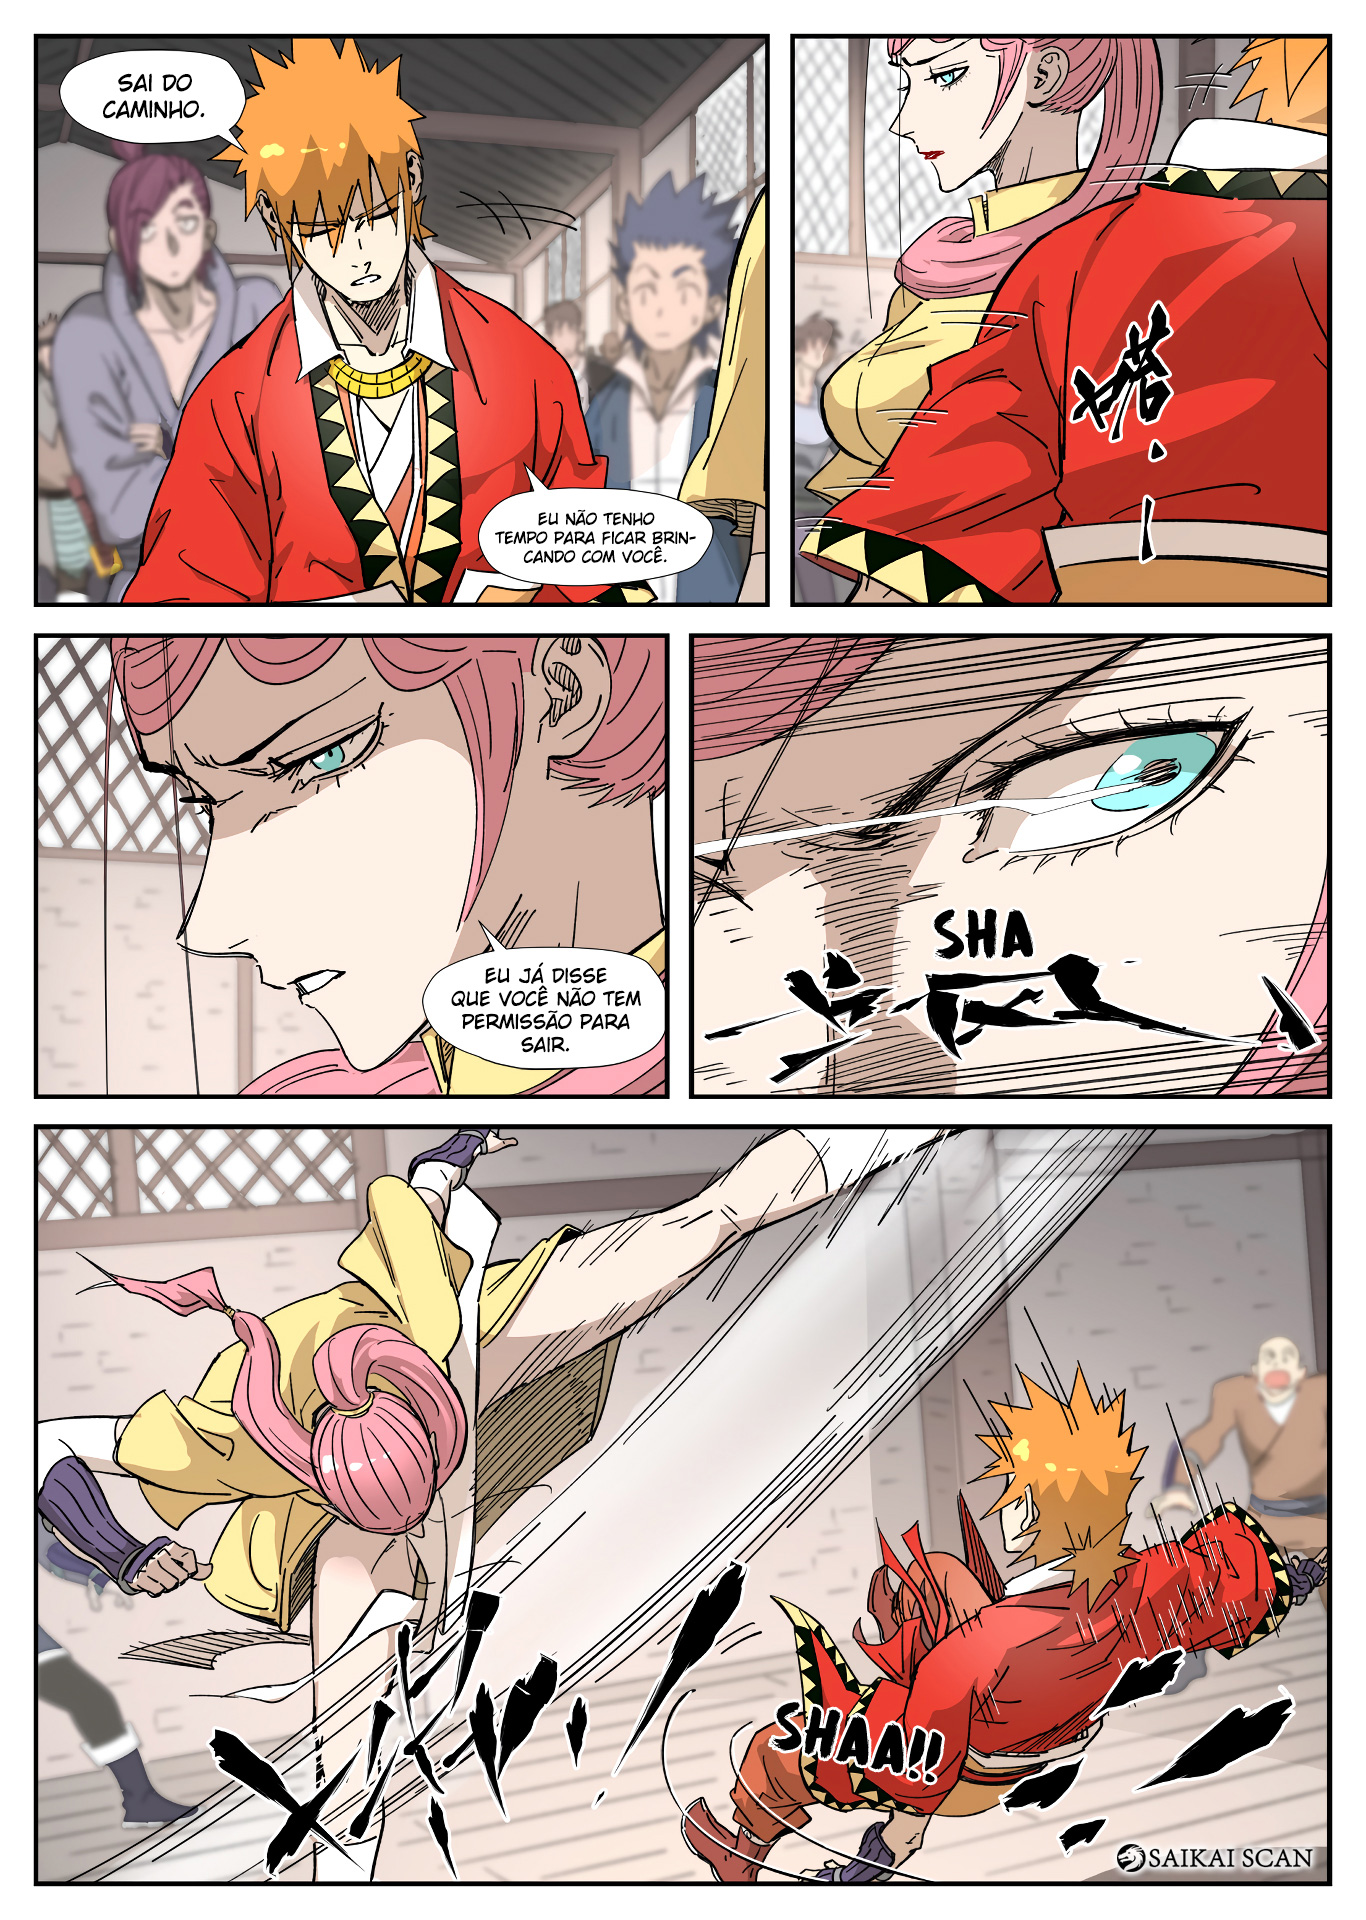 SAI DO
CAMINHO.
EU NÃO TENHO
TEMPO PARA FICAR BRIN-
CANDO COM VOCÊ.
EU JÁ DISSE
QUE VOCÊ NÃO TEM
PERMISSÃO PARA
SAIR.
SHA
SHAA!!
SAIKAI SCAN